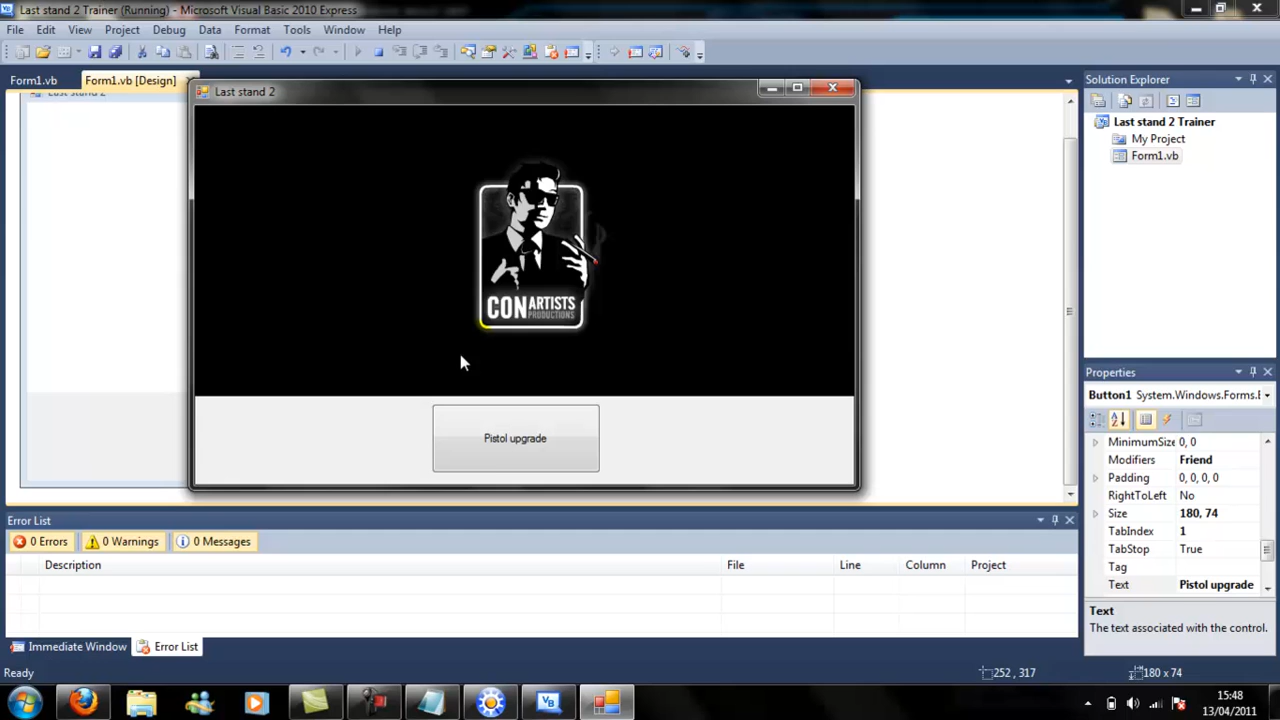 Last stand 2 Trainer (Running) - Microsoft Visual Basic 2010 Express
File Edit View Project Debug Data Format Tools Window Help
Form1.vb Form1.vb [Design]
Last stand 2
Last stand 2
CON ARTISTS
PRODUCTIONS
Pistol upgrade
Solution Explorer
Last stand 2 Trainer
My Project
Form1.vb
Properties
Button1 System.Windows.Forms.
MinimumSize 0, 0
Modifiers Friend
Padding 0, 0, 0, 0
RightToLeft No
Size 180, 74
TabIndex 1
TabStop True
Tag
Text Pistol upgrade
Text
The text associated with the control.
Error List
0 Errors 0 Warnings 0 Messages
Description File Line Column Project
Immediate Window Error List
Ready 252 , 317 180 x 74
VB
15:48
13/04/2011